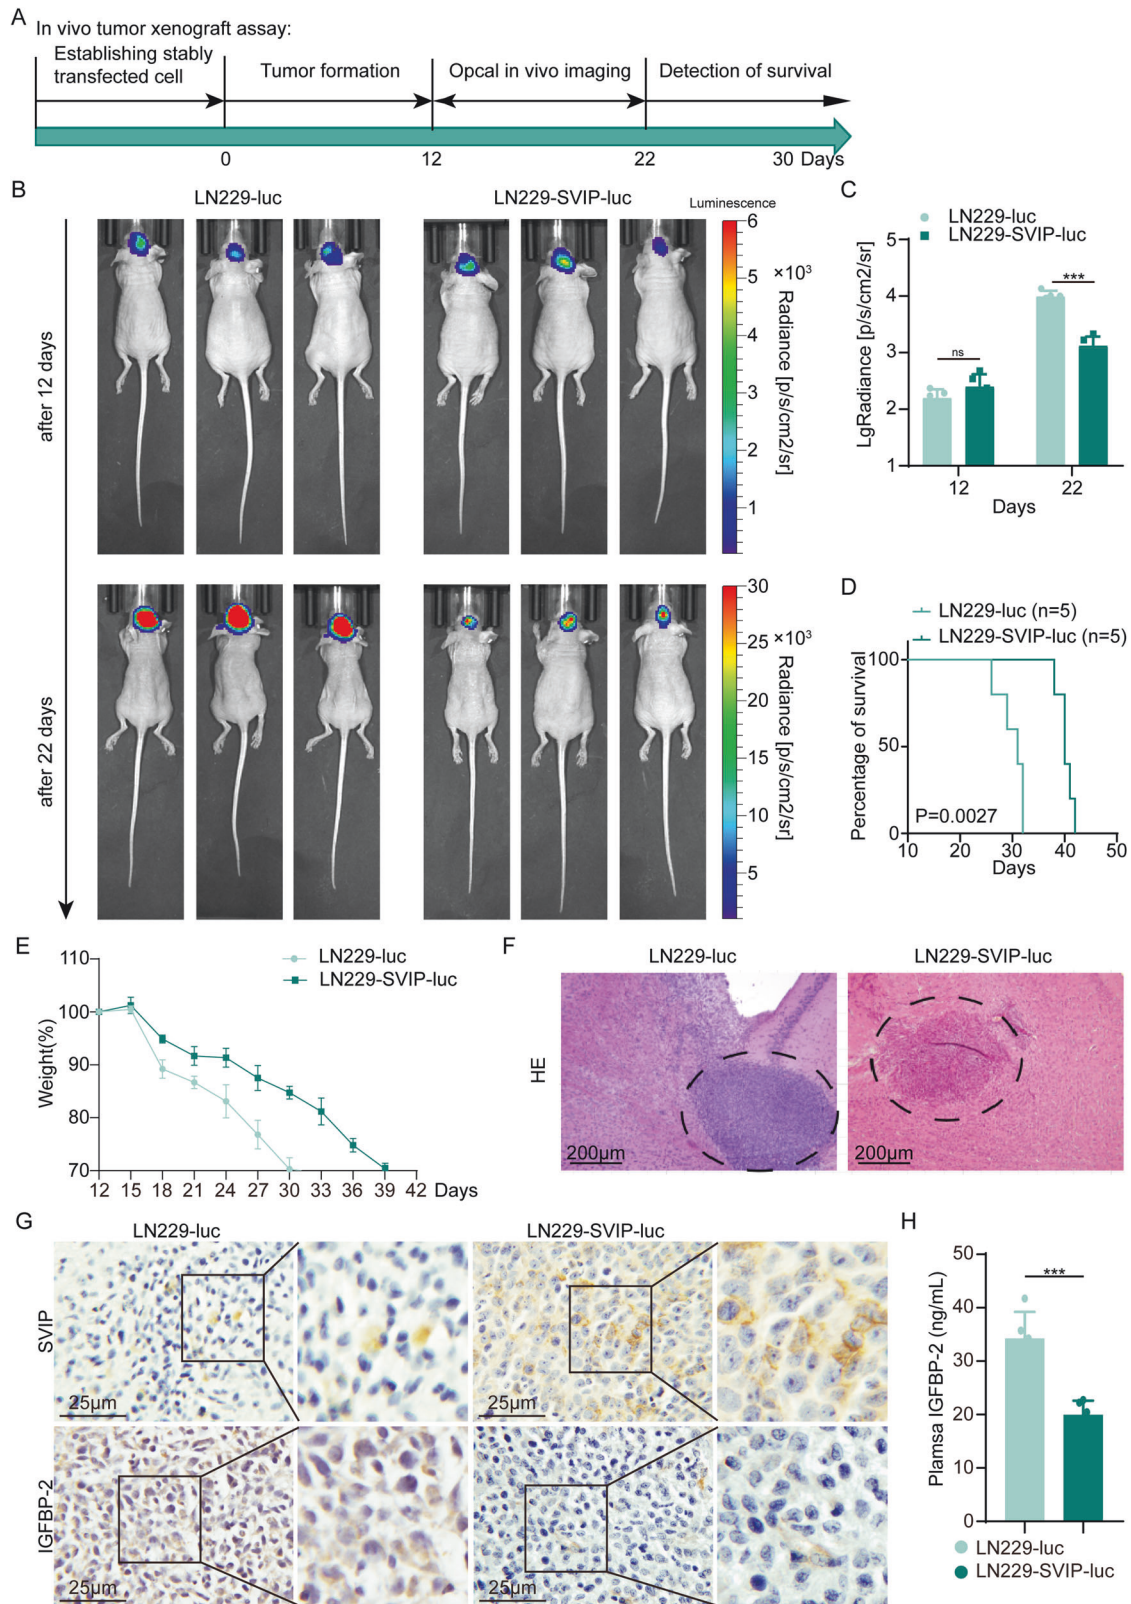 A
In vivo tumor xenograft assay:
Establishing stably
transfected cell
Tumor formation
Opcal in vivo imaging
Detection of survival
0
12
22
30 Days
B
LN229-luc
LN229-SVIP-luc
Luminescence
after 12 days
6
5
4
3
2
1
×10³
Radiance [p/s/cm2/sr]
after 22 days
30
25
20
15
10
5
×10³
Radiance [p/s/cm2/sr]
C
LN229-luc
LN229-SVIP-luc
LgRadiance [p/s/cm2/sr]
5
4
3
2
1
ns
***
12
22
Days
D
LN229-luc (n=5)
LN229-SVIP-luc (n=5)
Percentage of survival
100
50
0
P=0.0027
10 20 30 40 50
Days
E
LN229-luc
LN229-SVIP-luc
Weight(%)
110
100
90
80
70
12 15 18 21 24 27 30 33 36 39 42 Days
F
LN229-luc
LN229-SVIP-luc
HE
200μm
200μm
G
LN229-luc
LN229-SVIP-luc
SVIP
25μm
25μm
IGFBP-2
25μm
25μm
H
Plamsa IGFBP-2 (ng/mL)
50
40
30
20
10
0
***
LN229-luc
LN229-SVIP-luc